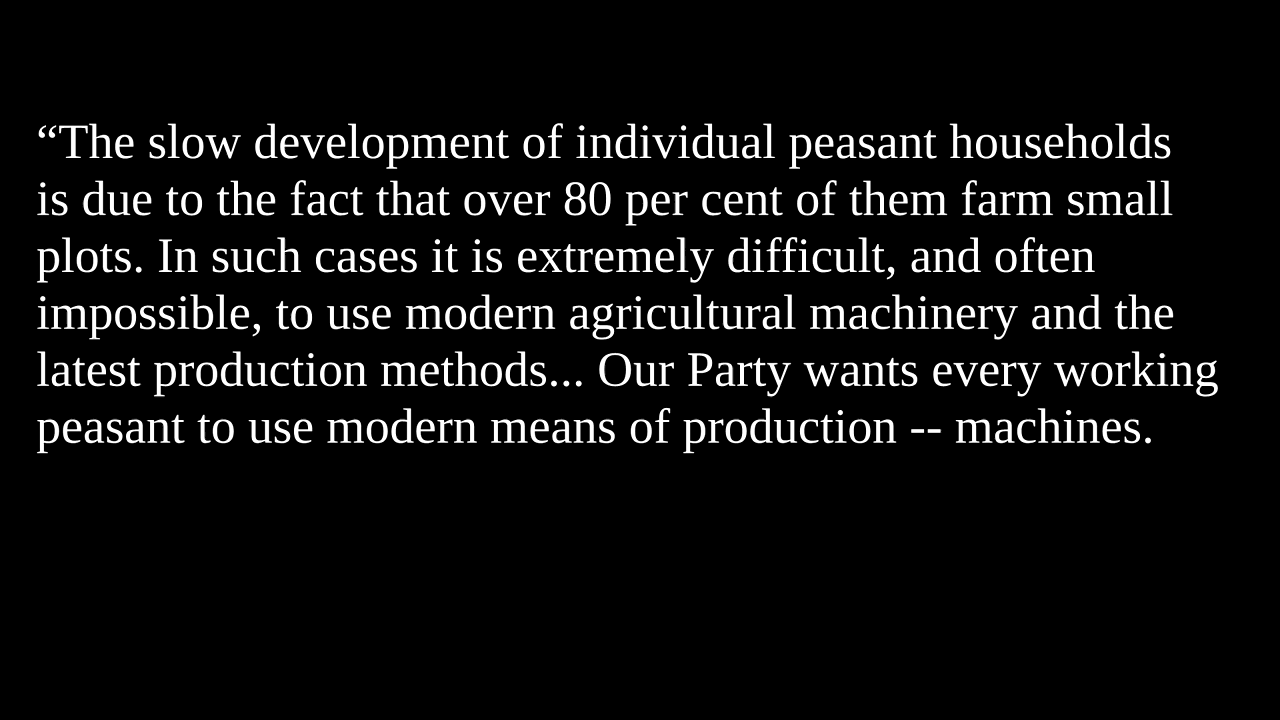 “The slow development of individual peasant households
is due to the fact that over 80 per cent of them farm small
plots. In such cases it is extremely difficult, and often
impossible, to use modern agricultural machinery and the
latest production methods... Our Party wants every working
peasant to use modern means of production -- machines.